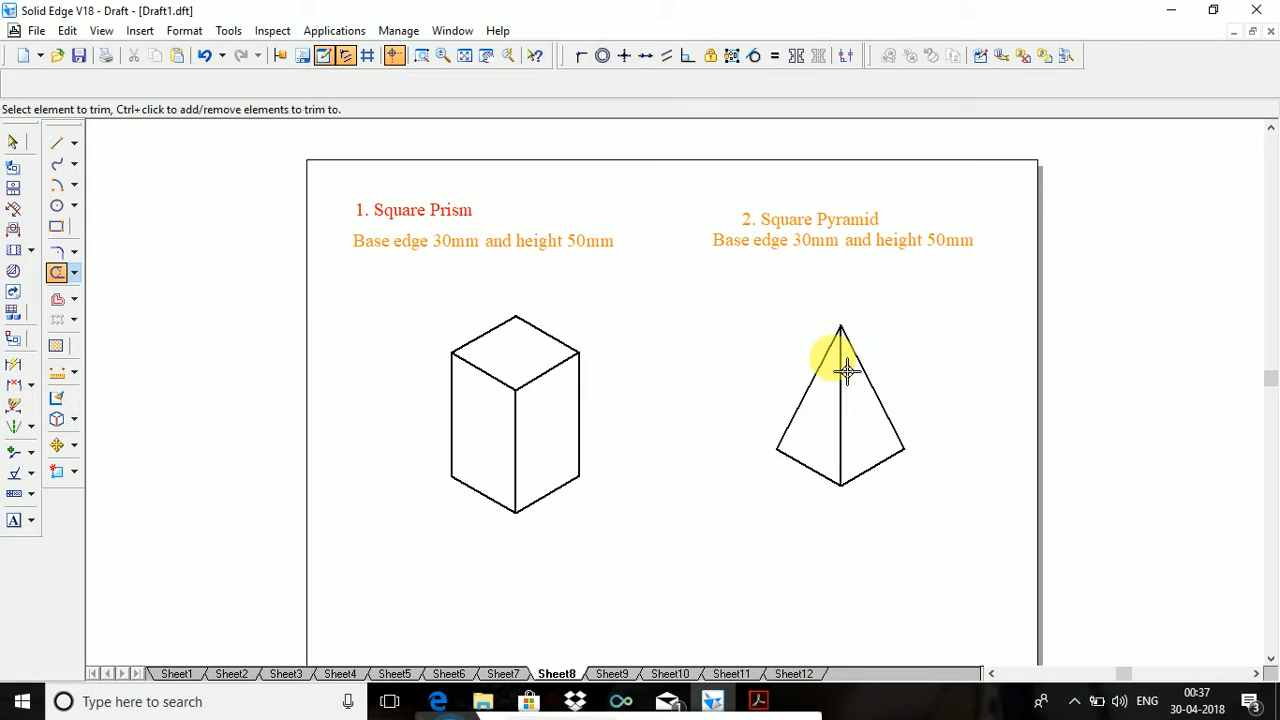 Solid Edge V18 - Draft - [Draft1.dft]
File Edit View Insert Format Tools Inspect Applications Manage Window Help
Select element to trim, Ctrl+click to add/remove elements to trim to.
1. Square Prism
Base edge 30mm and height 50mm
2. Square Pyramid
Base edge 30mm and height 50mm
A
Sheet1 Sheet2 Sheet3 Sheet4 Sheet5 Sheet6 Sheet7 Sheet8 Sheet9 Sheet10 Sheet11 Sheet12
Type here to search
1
ENG
00:37
30-04-2018
3